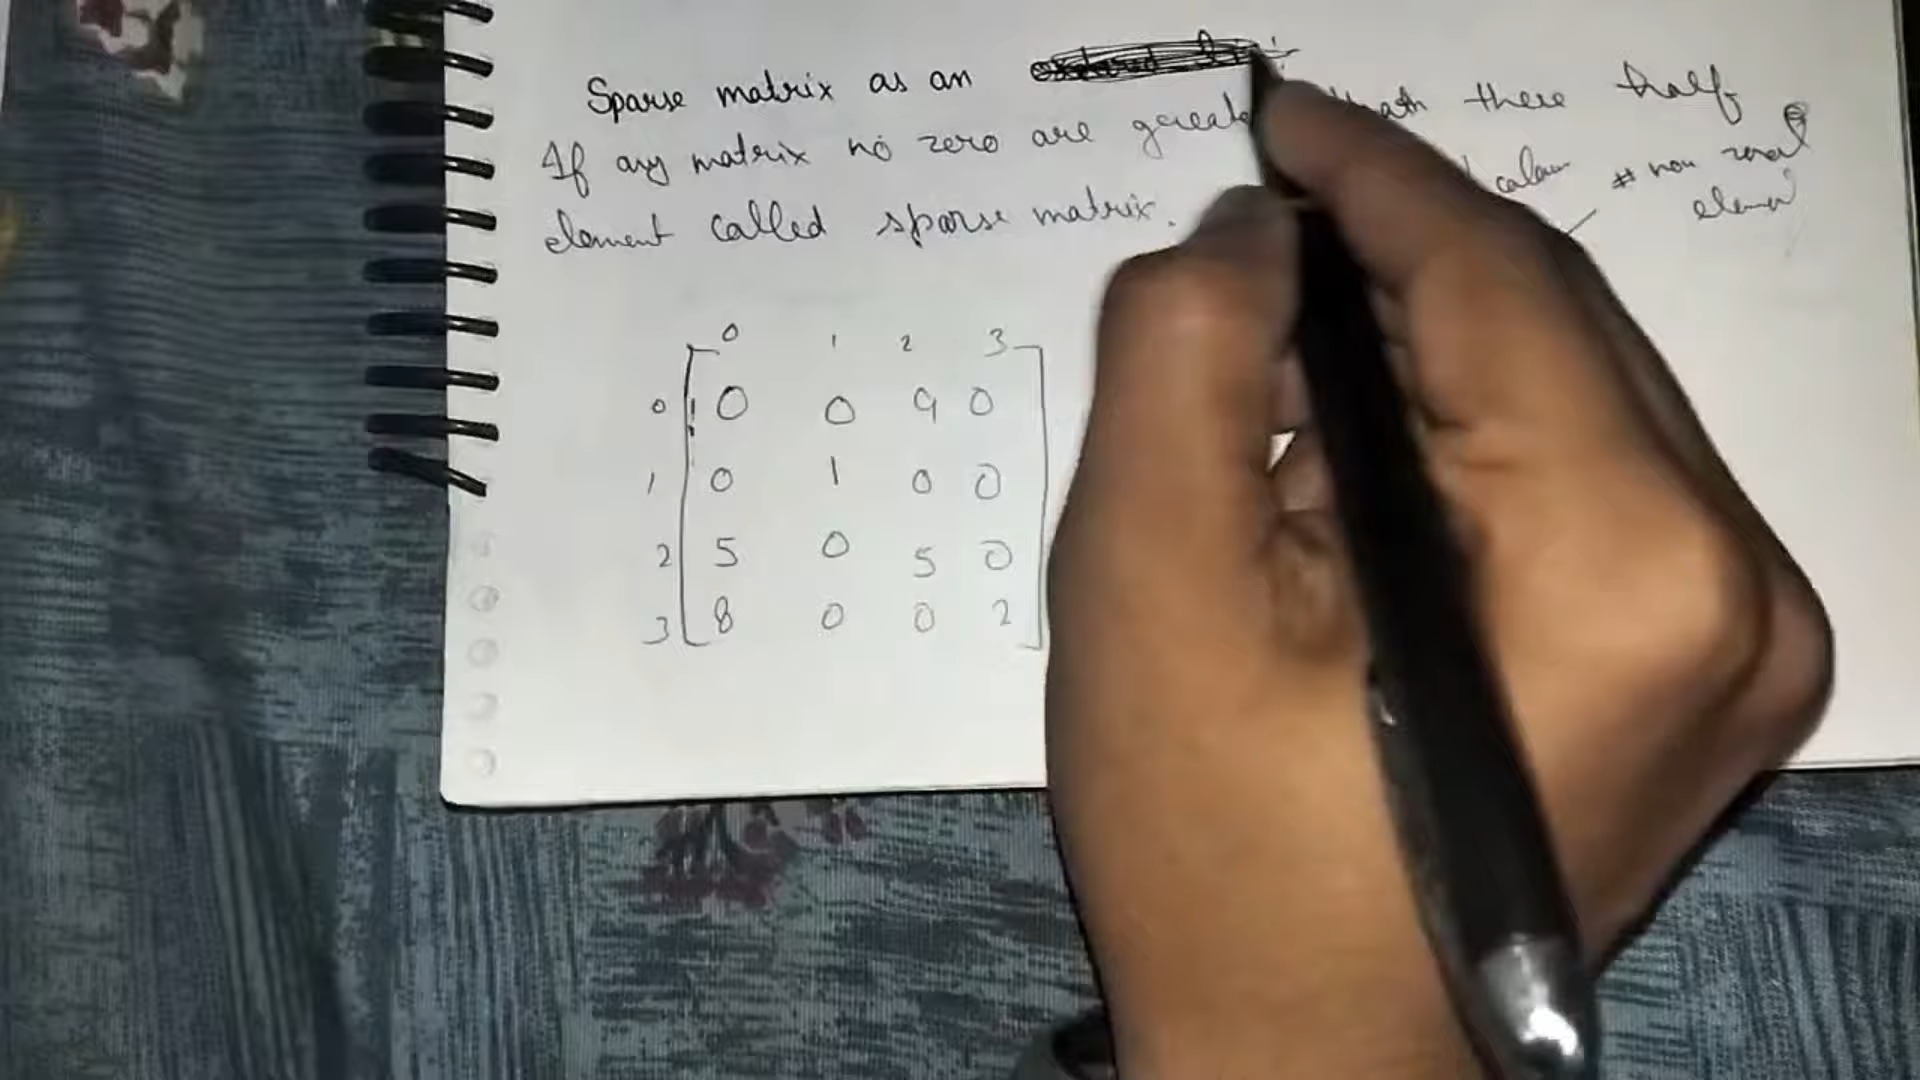 Sparse matrix as an
If any matrix no zero are greate there half
element called sparse matrix.
# non
0 1 2 3
0 0 0 9 0
1 0 1 0 0
2 5 0 5 0
3 8 0 0 2